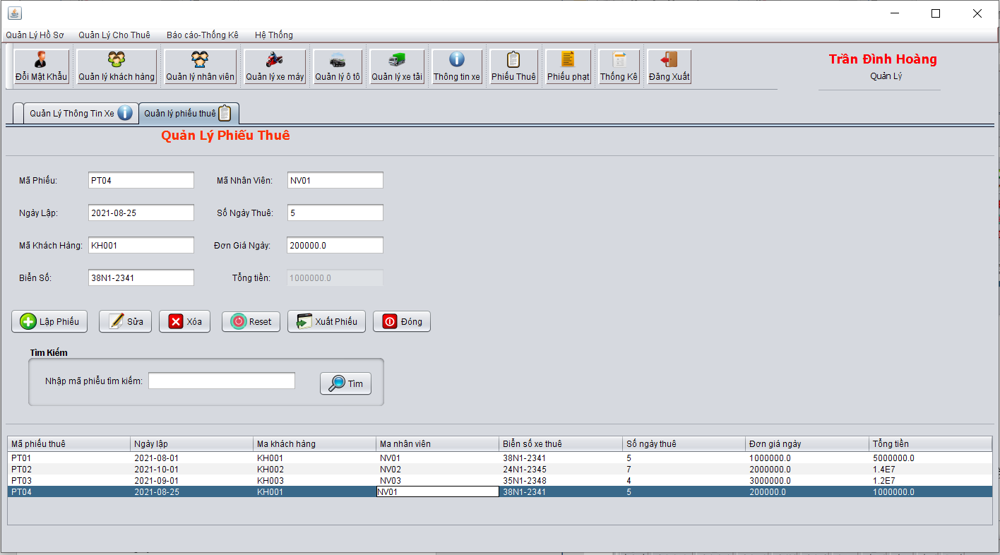 Quản Lý Hồ Sơ Quản Lý Cho Thuê Báo cáo-Thống Kê Hệ Thống
Đổi Mật Khẩu Quản lý khách hàng Quản lý nhân viên Quản lý xe máy Quản lý ô tô Quản lý xe tải Thông tin xe Phiếu Thuê Phiếu phạt Thống Kê Đăng Xuất
Trần Đình Hoàng
Quản Lý
Quản Lý Thông Tin Xe Quản lý phiếu thuê
Quản Lý Phiếu Thuê
Mã Phiếu: PT04 Mã Nhân Viên: NV01
Ngày Lập: 2021-08-25 Số Ngày Thuê: 5
Mã Khách Hàng: KH001 Đơn Giá Ngày: 200000.0
Biển Số: 38N1-2341 Tổng tiền: 1000000.0
Lập Phiếu Sửa Xóa Reset Xuất Phiếu Đóng
Tìm Kiếm
Nhập mã phiếu tìm kiếm: Tìm
Mã phiếu thuê Ngày lập Ma khách hàng Ma nhân viên Biển số xe thuê Số ngày thuê Đơn giá ngày Tổng tiền
PT01 2021-08-01 KH001 NV01 38N1-2341 5 1000000.0 5000000.0
PT02 2021-10-01 KH002 NV02 24N1-2345 7 2000000.0 1.4E7
PT03 2021-09-01 KH003 NV03 35N1-2348 4 3000000.0 1.2E7
PT04 2021-08-25 KH001 NV01 38N1-2341 5 200000.0 1000000.0